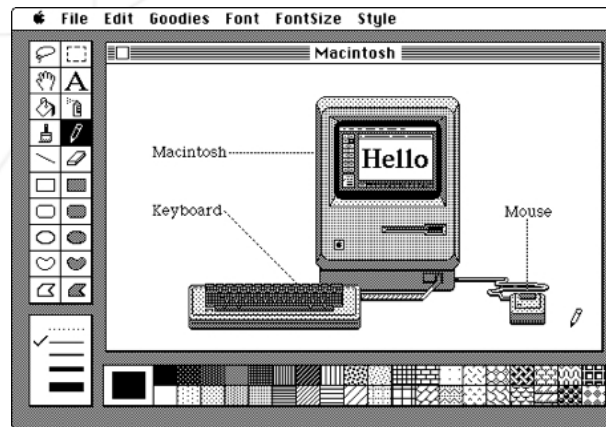 File Edit Goodies Font FontSize Style
Macintosh
A
Macintosh
Hello
Keyboard
Mouse